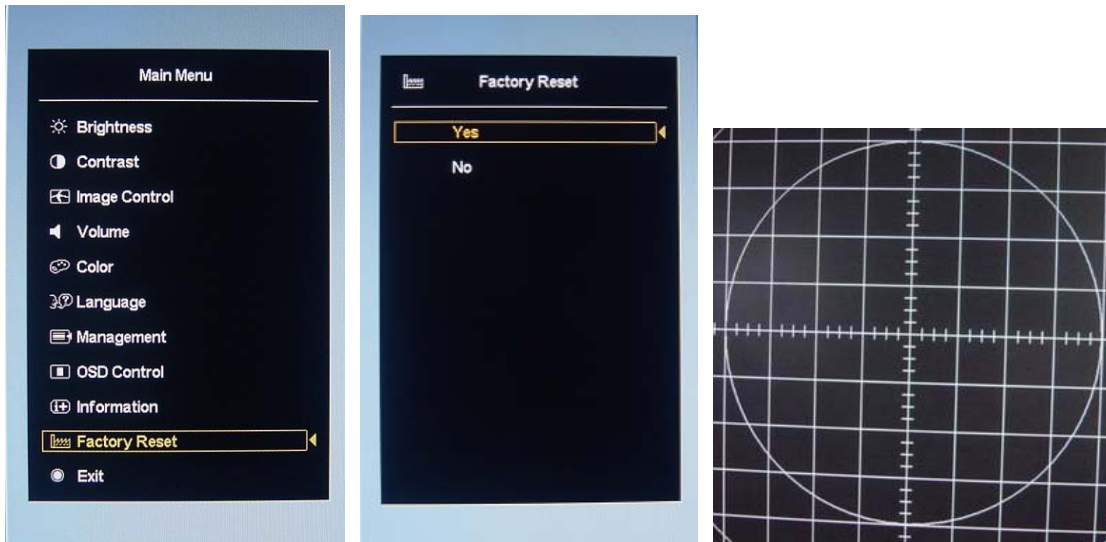 Main Menu
Brightness
Contrast
Image Control
Volume
Color
Language
Management
OSD Control
Information
Factory Reset
Exit
Factory Reset
Yes
No